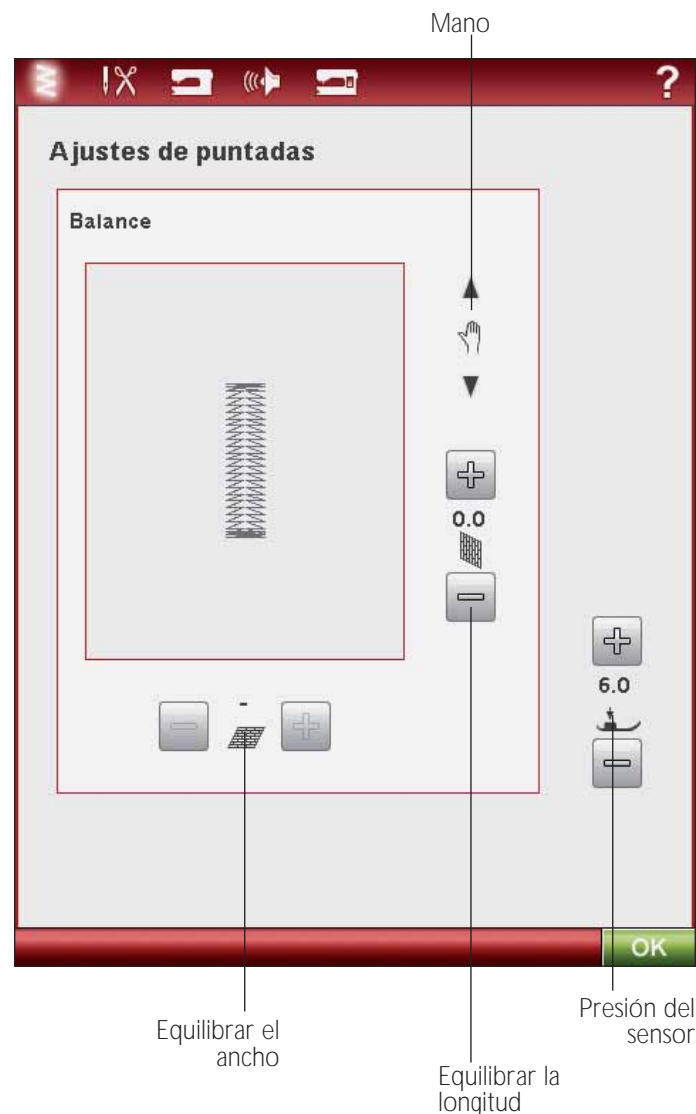 Mano
?
Ajustes de puntadas
Balance
0.0
6.0
-
OK
Presión del
sensor
Equilibrar el
ancho
Equilibrar la
longitud